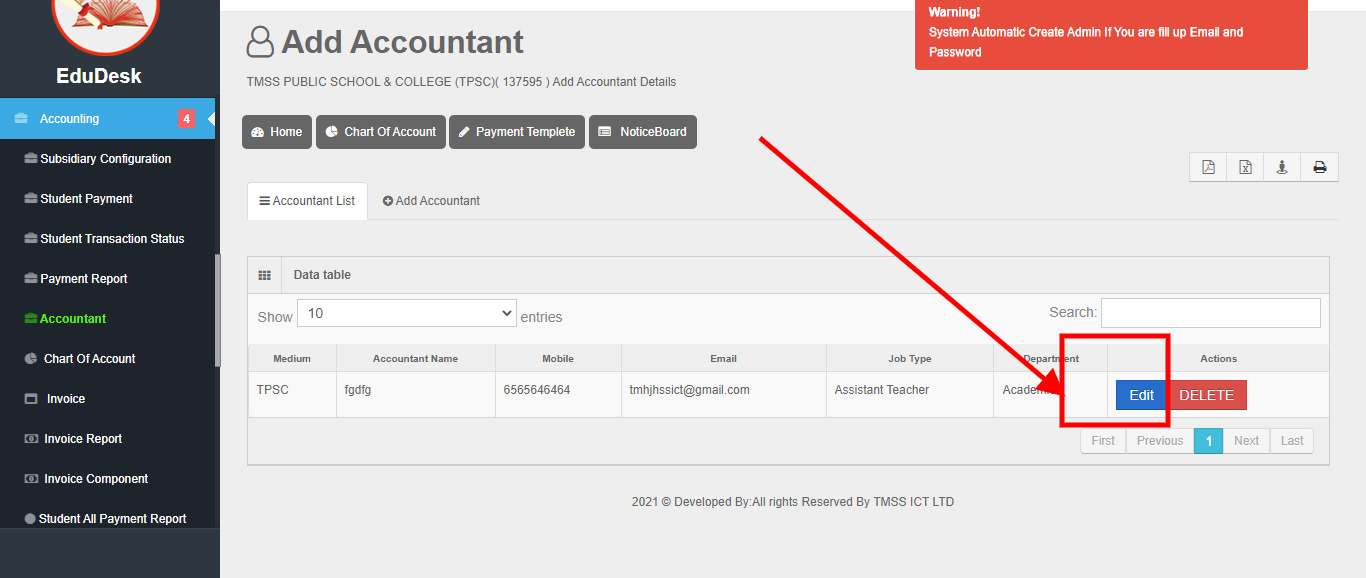 EduDesk
Accounting 4
Subsidiary Configuration
Student Payment
Student Transaction Status
Payment Report
Accountant
Chart Of Account
Invoice
Invoice Report
Invoice Component
Student All Payment Report
Warning!
System Automatic Create Admin If You are fill up Email and
Password
Add Accountant
TMSS PUBLIC SCHOOL & COLLEGE (TPSC)( 137595 ) Add Accountant Details
Home Chart Of Account Payment Templete NoticeBoard
Accountant List Add Accountant
Data table
Show 10 entries Search:
Medium Accountant Name Mobile Email Job Type Department Actions
TPSC fgdfg 6565646464 tmhjhssict@gmail.com Assistant Teacher Edit DELETE
First Previous 1 Next Last
2021 © Developed By:All rights Reserved By TMSS ICT LTD